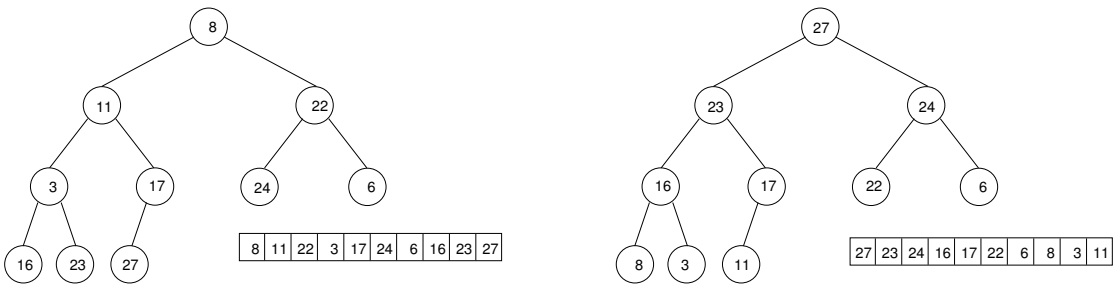 8 27
11 22 23 24
3 17 24 6 16 17 22 6
8 11 22 3 17 24 6 16 23 27
27 23 24 16 17 22 6 8 3 11
16 23 27 8 3 11